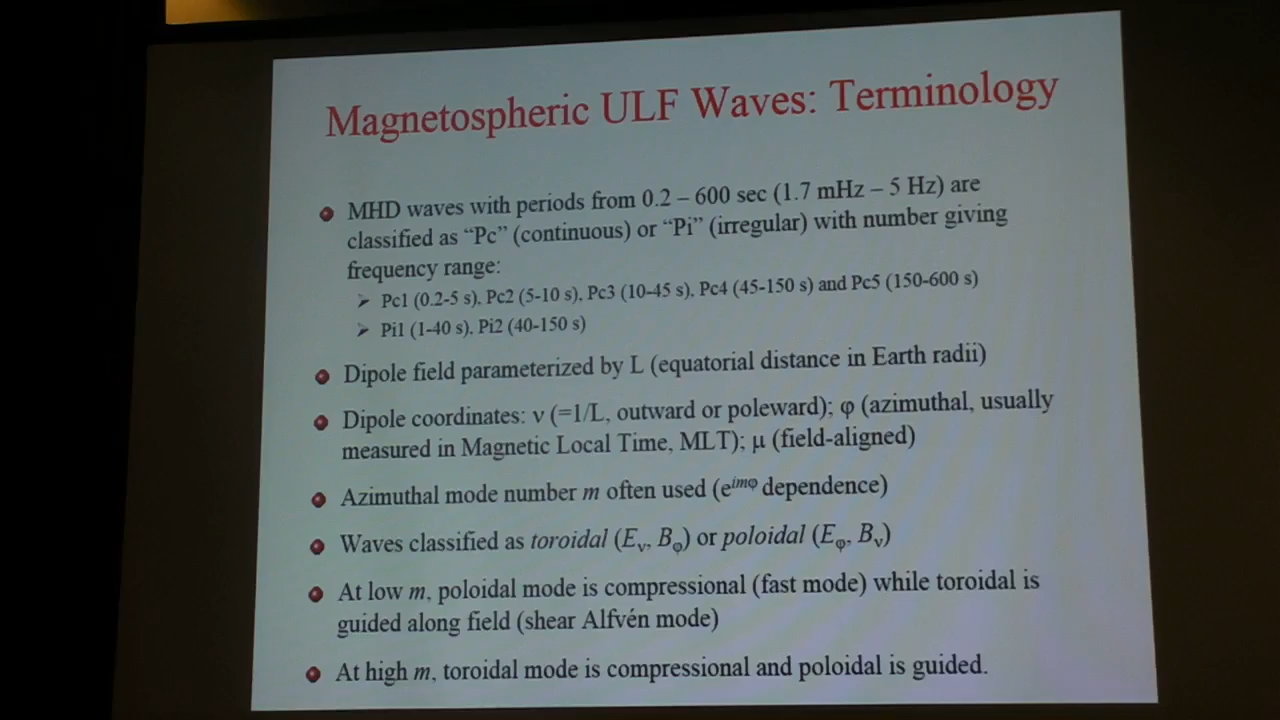 Magnetospheric ULF Waves: Terminology
MHD waves with periods from 0.2 – 600 sec (1.7 mHz – 5 Hz) are
classified as “Pc” (continuous) or “Pi” (irregular) with number giving
frequency range:
Pc1 (0.2-5 s), Pc2 (5-10 s), Pc3 (10-45 s), Pc4 (45-150 s) and Pc5 (150-600 s)
Pi1 (1-40 s), Pi2 (40-150 s)
Dipole field parameterized by L (equatorial distance in Earth radii)
Dipole coordinates: ν (=1/L, outward or poleward); φ (azimuthal, usually
measured in Magnetic Local Time, MLT); μ (field-aligned)
Azimuthal mode number m often used (e^imφ dependence)
Waves classified as toroidal (Eν, Bφ) or poloidal (Eφ, Bν)
At low m, poloidal mode is compressional (fast mode) while toroidal is
guided along field (shear Alfvén mode)
At high m, toroidal mode is compressional and poloidal is guided.